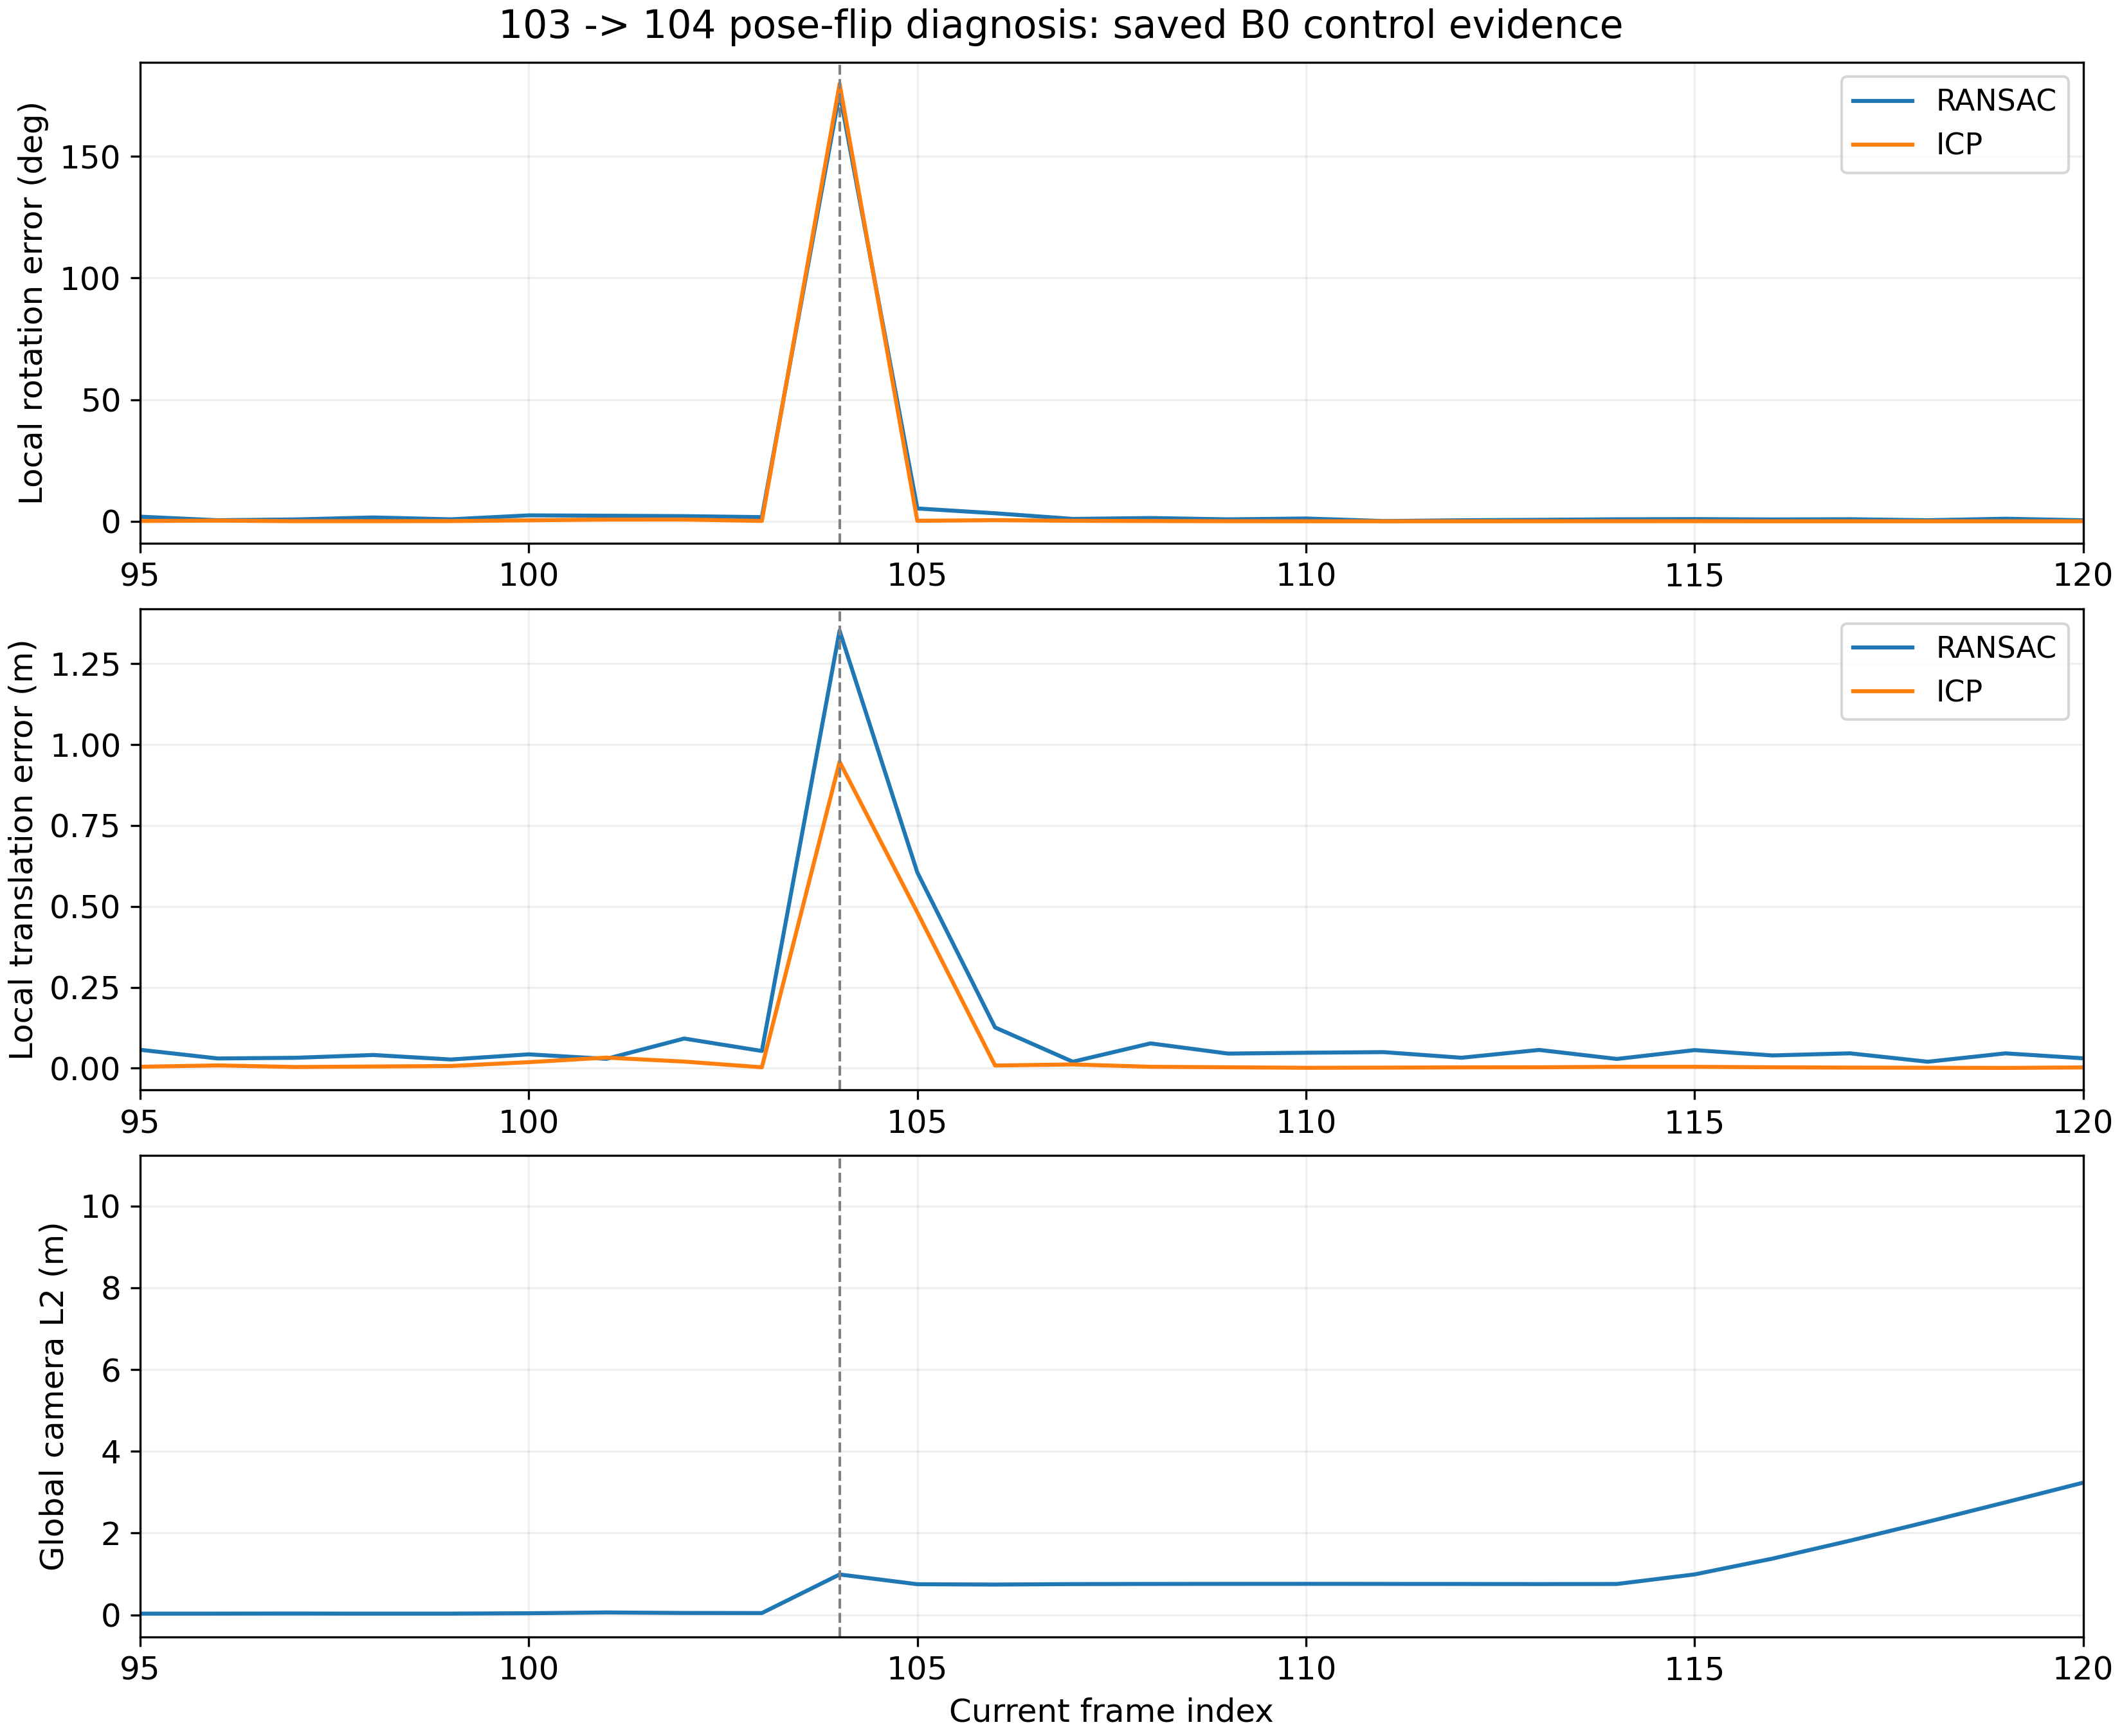 103 -> 104 pose-flip diagnosis: saved B0 control evidence
Local rotation error (deg)
150
100
50
0
RANSAC
ICP
95 100 105 110 115 120
Local translation error (m)
1.25
1.00
0.75
0.50
0.25
0.00
RANSAC
ICP
95 100 105 110 115 120
Global camera L2 (m)
10
8
6
4
2
0
95 100 105 110 115 120
Current frame index